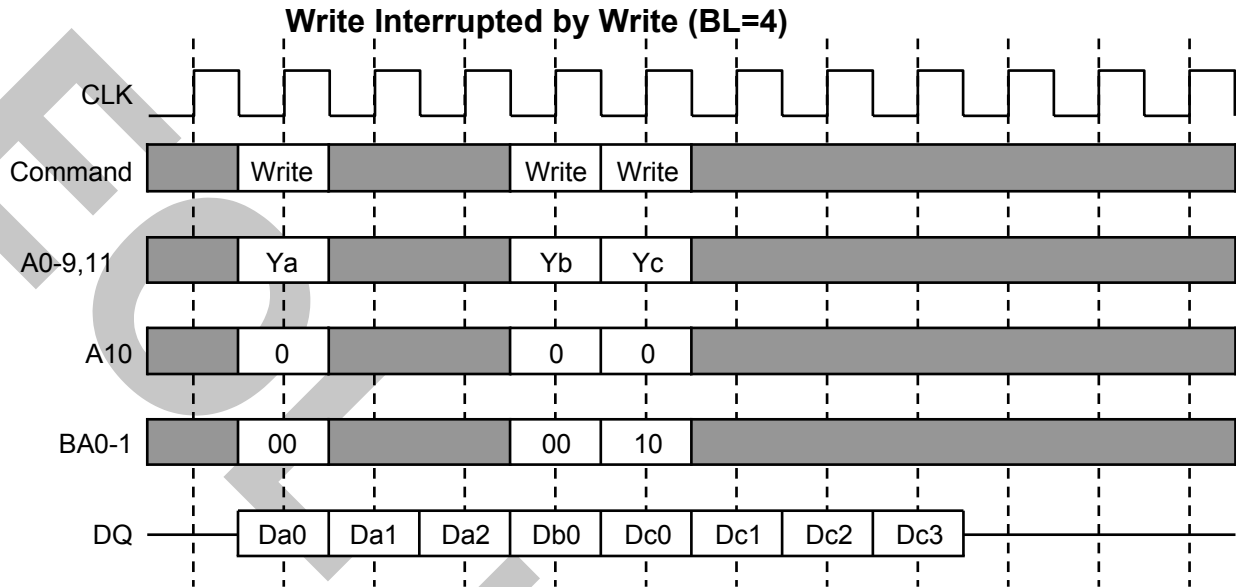 Write Interrupted by Write (BL=4)
CLK
Command Write Write Write
A0-9,11 Ya Yb Yc
A10 0 0 0
BA0-1 00 00 10
DQ Da0 Da1 Da2 Db0 Dc0 Dc1 Dc2 Dc3